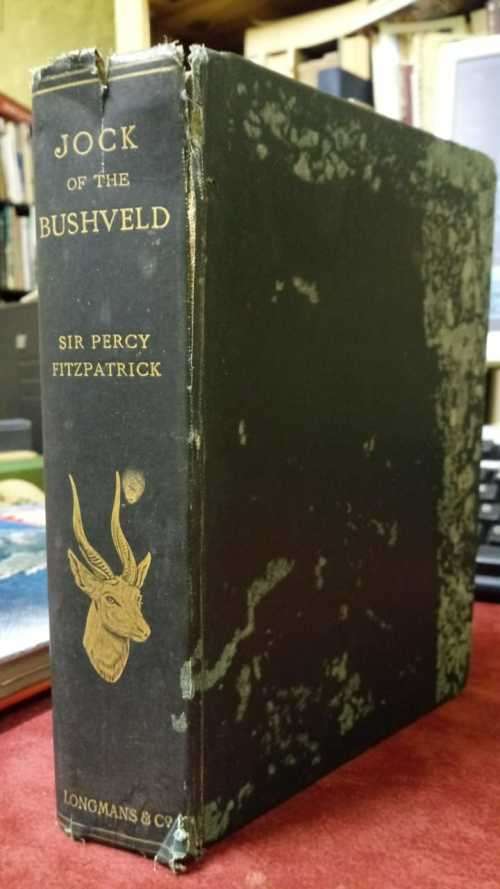 JOCK
OF THE
BUSHVELD
SIR PERCY
FITZPATRICK
LONGMANS & Co